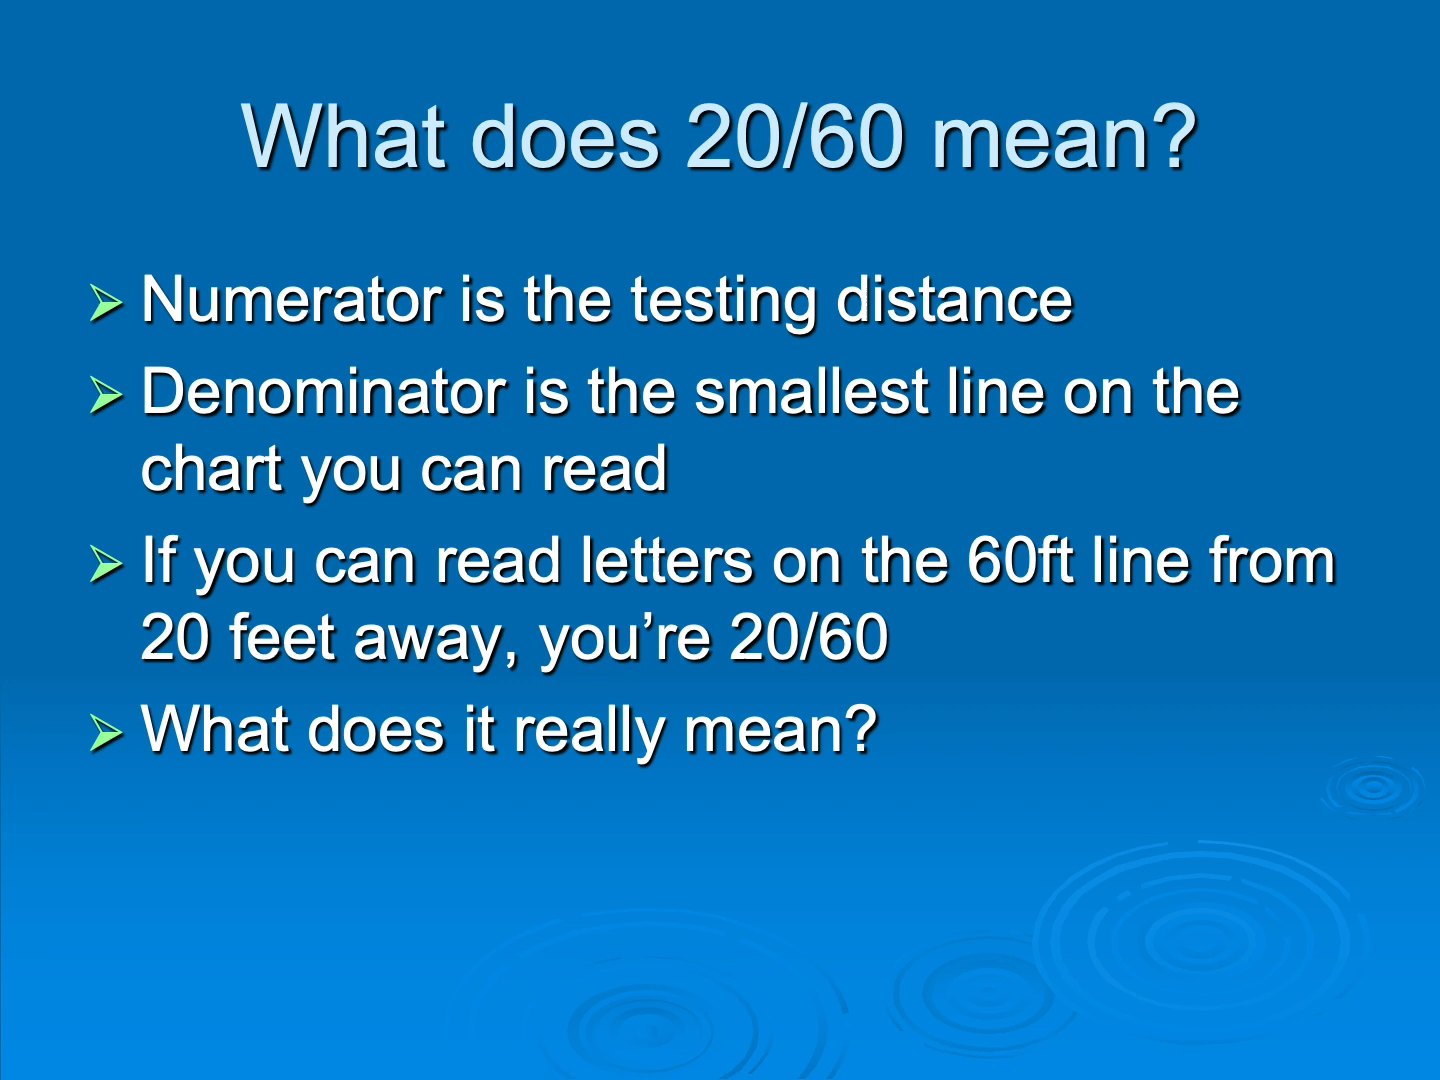 What does 20/60 mean?
Numerator is the testing distance
Denominator is the smallest line on the
chart you can read
If you can read letters on the 60ft line from
20 feet away, you’re 20/60
What does it really mean?